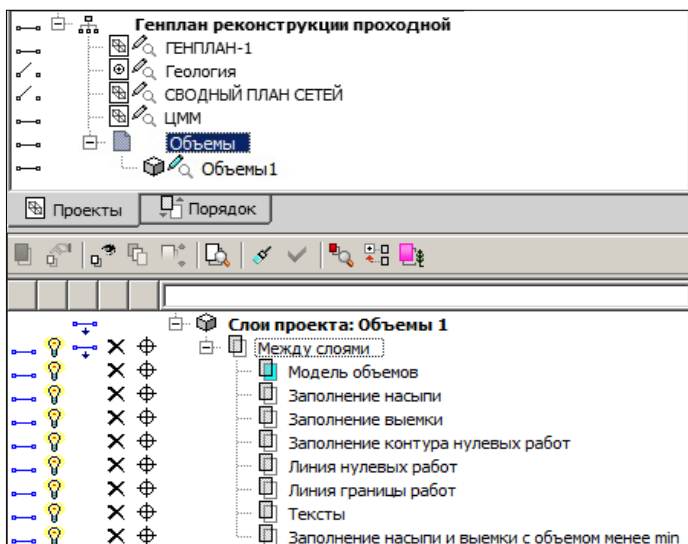 Генплан реконструкции проходной
ГЕНПЛАН-1
Геология
СВОДНЫЙ ПЛАН СЕТЕЙ
ЦММ
Объемы
Объемы1
Проекты
Порядок
Слои проекта: Объемы 1
Между слоями
Модель объемов
Заполнение насыпи
Заполнение выемки
Заполнение контура нулевых работ
Линия нулевых работ
Линия границы работ
Тексты
Заполнение насыпи и выемки с объемом менее min